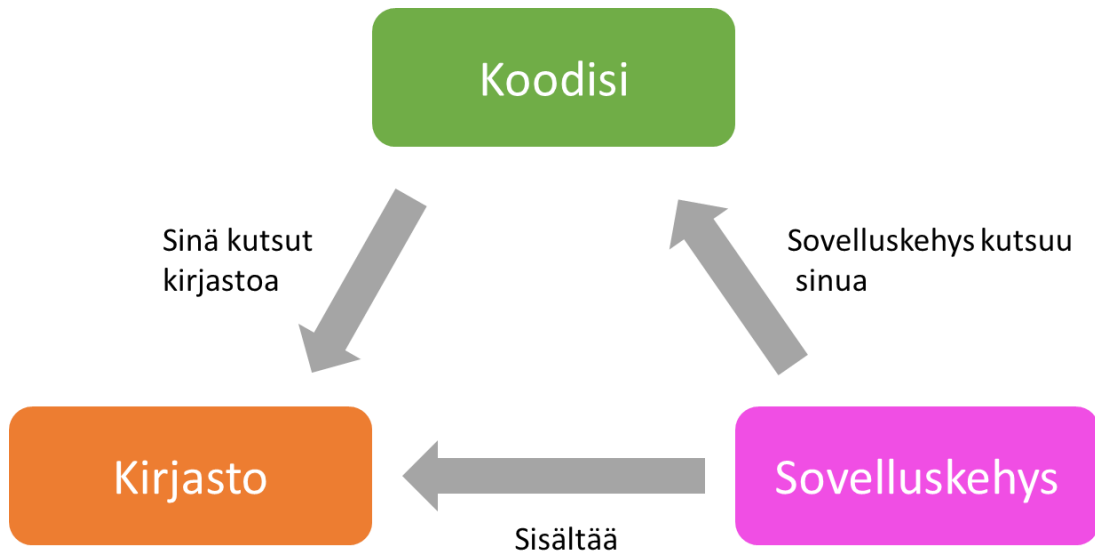 Koodisi
Sinä kutsut
kirjastoa
Sovelluskehys kutsuu
sinua
Kirjasto
Sovelluskehys
Sisältää